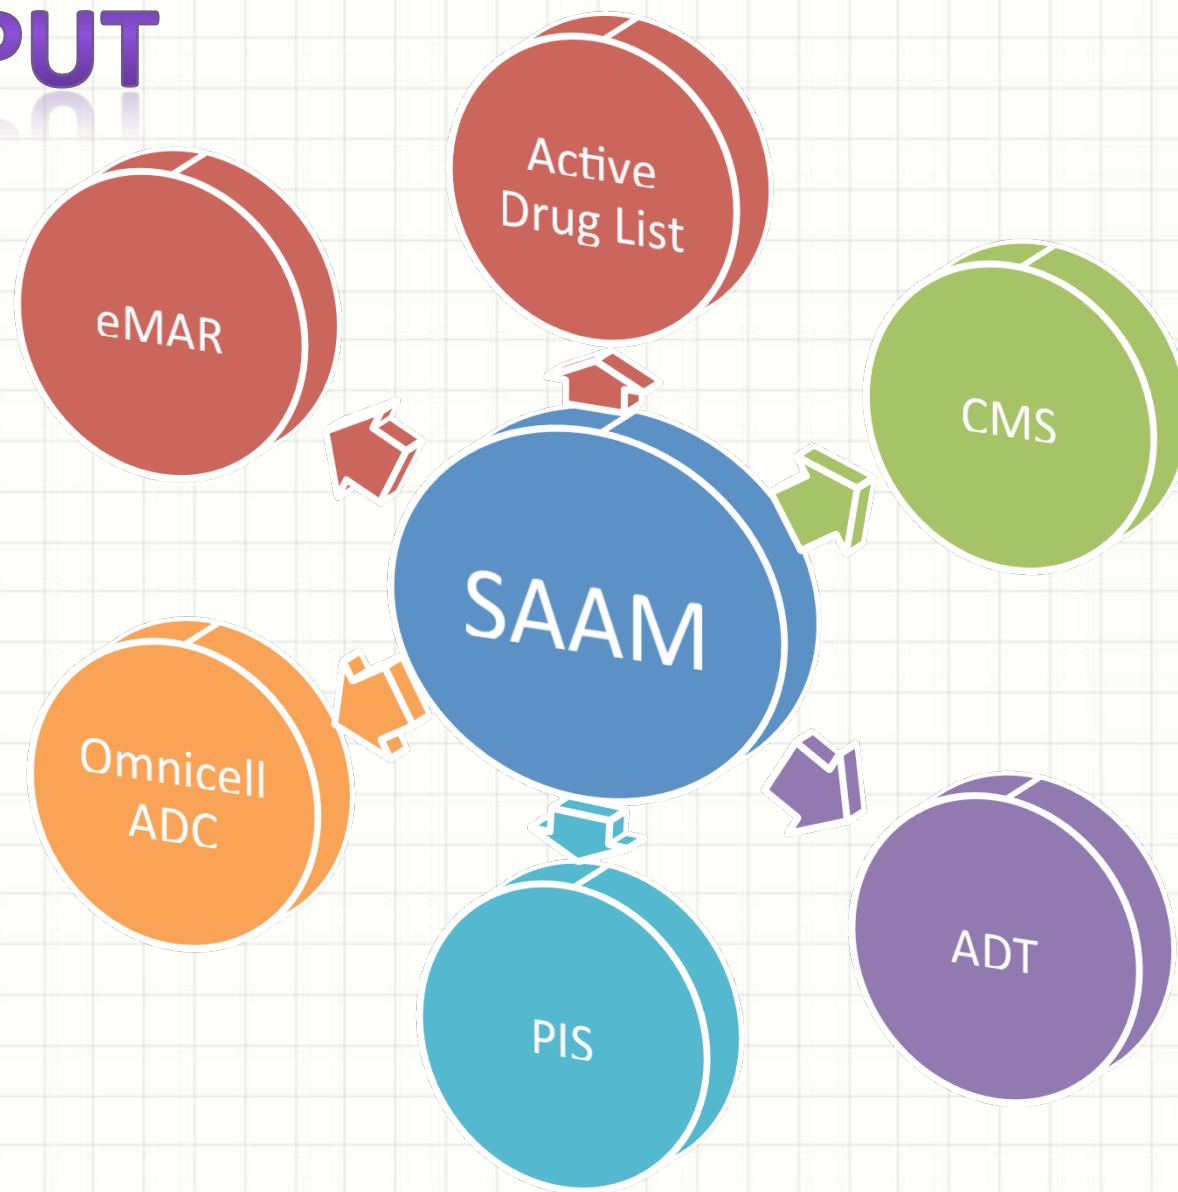 PUT
Active
Drug List
eMAR
CMS
SAAM
Omnicell
ADC
ADT
PIS